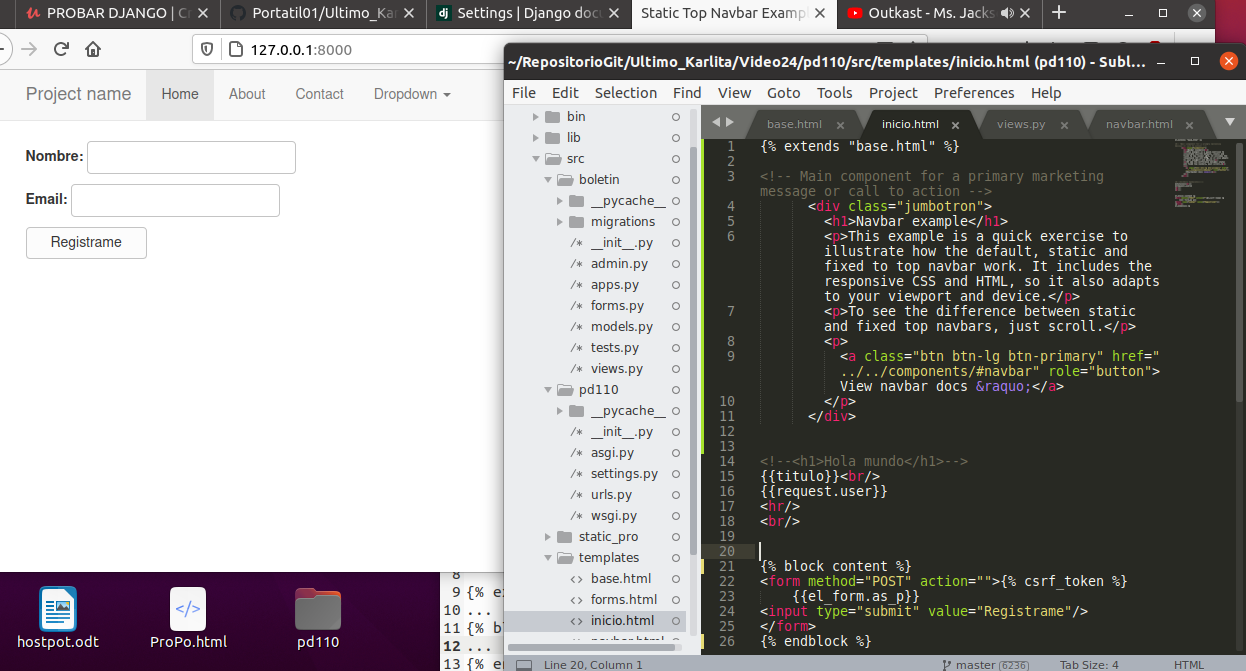 PROBAR DJANGO | Cr
Portatil01/Ultimo_Kar
Settings | Django docu
Static Top Navbar Examp
Outkast - Ms. Jacks
127.0.0.1:8000
Project name
Home
About
Contact
Dropdown
Nombre:
Email:
Registrame
~/RepositorioGit/Ultimo_Karlita/Video24/pd110/src/templates/inicio.html (pd110) - Subl...
File Edit Selection Find View Goto Tools Project Preferences Help
bin
lib
src
boletin
__pycache__
migrations
/* __init__.py
/* admin.py
/* apps.py
/* forms.py
/* models.py
/* tests.py
/* views.py
pd110
__pycache__
/* __init__.py
/* asgi.py
/* settings.py
/* urls.py
/* wsgi.py
static_pro
templates
<> base.html
<> forms.html
<> inicio.html
<> navbar.html
base.html
inicio.html
views.py
navbar.html
1 {% extends "base.html" %}
2
3 <!-- Main component for a primary marketing
message or call to action -->
4 <div class="jumbotron">
5 <h1>Navbar example</h1>
6 <p>This example is a quick exercise to
illustrate how the default, static and
fixed to top navbar work. It includes the
responsive CSS and HTML, so it also adapts
to your viewport and device.</p>
7 <p>To see the difference between static
and fixed top navbars, just scroll.</p>
8 <p>
9 <a class="btn btn-lg btn-primary" href="
../../components/#navbar" role="button">
View navbar docs &raquo;</a>
10 </p>
11 </div>
12
13
14 <!--<h1>Hola mundo</h1>-->
15 {{titulo}}<br/>
16 {{request.user}}
17 <hr/>
18 <br/>
19
20
21 {% block content %}
22 <form method="POST" action="">{% csrf_token %}
23 {{el_form.as_p}}
24 <input type="submit" value="Registrame"/>
25 </form>
26 {% endblock %}
Line 20, Column 1
master 6236
Tab Size: 4
HTML
8
9 {% ex
10 ...
11 {% bl
12 ...
13 {% en
hostpot.odt
ProPo.html
pd110